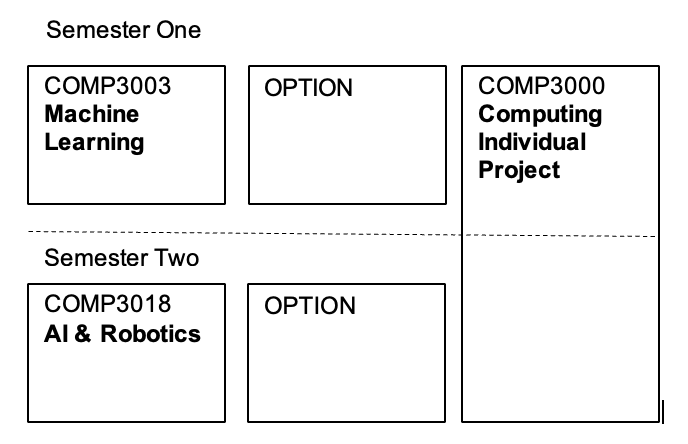 Semester One
COMP3003
Machine
Learning
OPTION
COMP3000
Computing
Individual
Project
Semester Two
COMP3018
AI & Robotics
OPTION